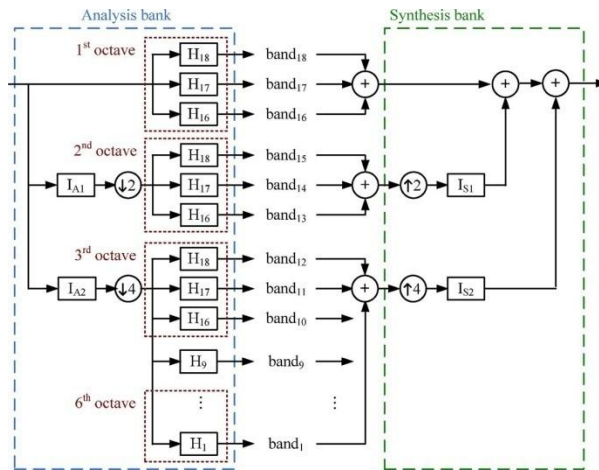 Analysis bank
Synthesis bank
1st octave
H18 band18
H17 band17 +
H16 band16
+ +
2nd octave
H18 band15
IA1 ↓2 H17 band14 + ↑2 IS1
H16 band13
3rd octave
H18 band12
IA2 ↓4 H17 band11 + ↑4 IS2
H16 band10
H9 band9
6th octave
⋮ ⋮
H1 band1